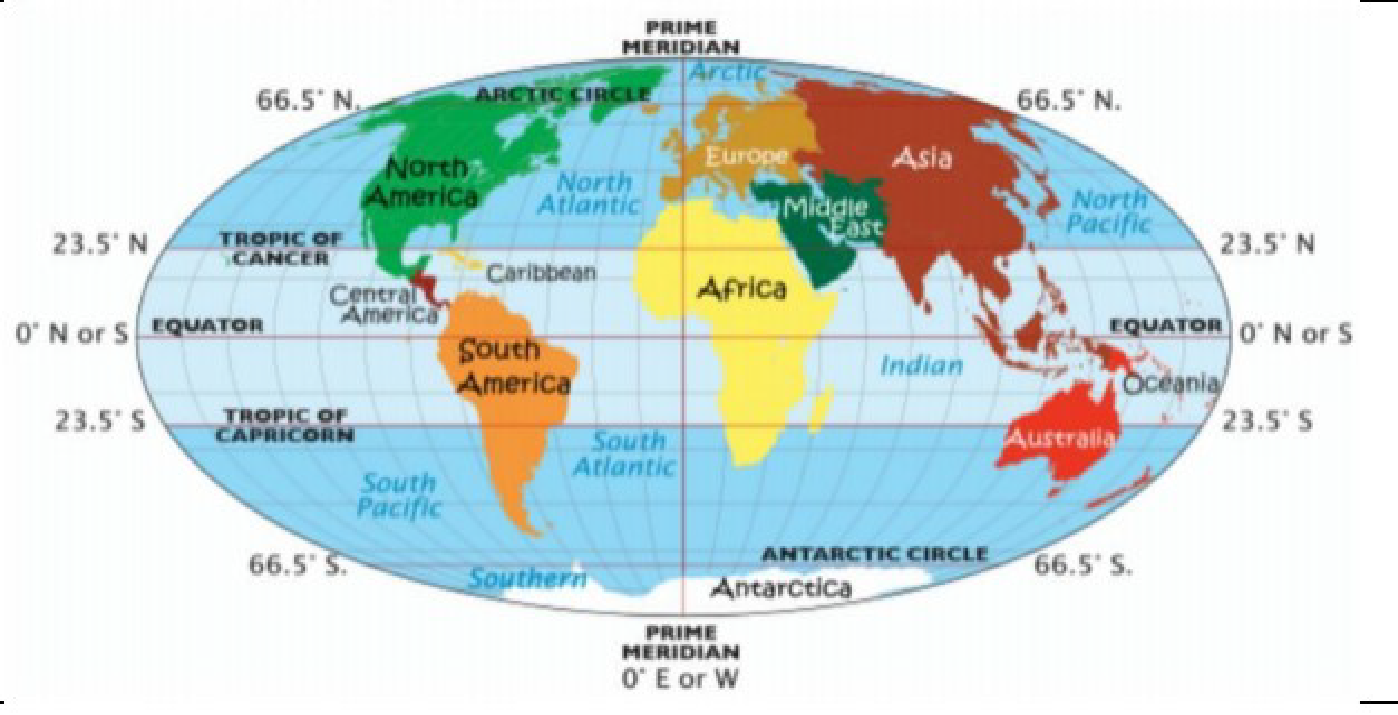 PRIME
MERIDIAN
Arctic
66.5° N.
ARCTIC CIRCLE
66.5° N.
North
America
North
Atlantic
Europe
Asia
Middle
East
North
Pacific
23.5° N
TROPIC OF
CANCER
23.5° N
Caribbean
Central
America
Africa
0° N or S
EQUATOR
EQUATOR
0° N or S
South
America
Indian
Oceania
23.5° S
TROPIC OF
CAPRICORN
23.5° S
Australia
South
Atlantic
South
Pacific
66.5° S.
ANTARCTIC CIRCLE
66.5° S.
Southern
Antarctica
PRIME
MERIDIAN
0° E or W